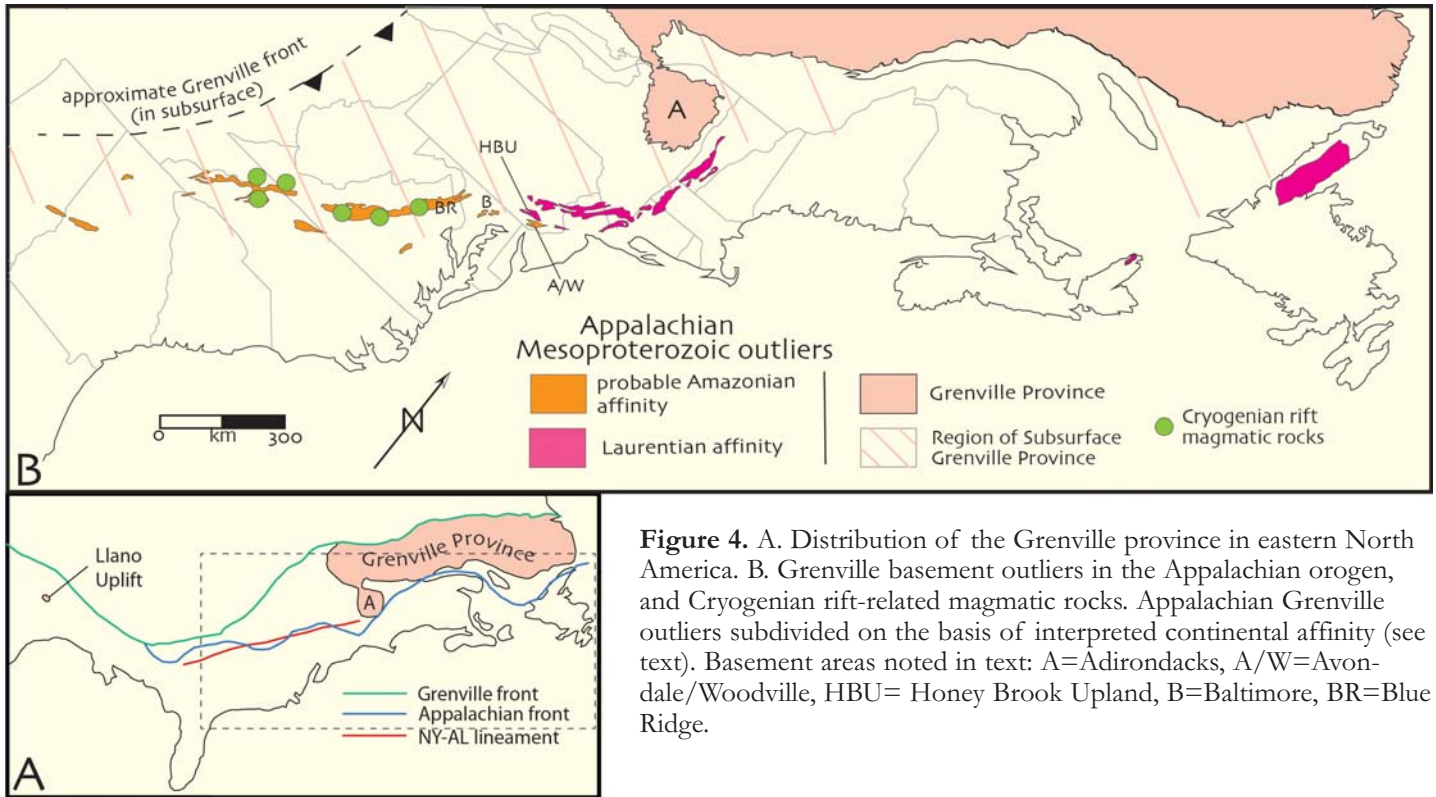 approximate Grenville front
(in subsurface)
A
HBU
BR
B
A/W
Appalachian
Mesoproterozoic outliers
probable Amazonian
affinity
Laurentian affinity
Grenville Province
Region of Subsurface
Grenville Province
Cryogenian rift
magmatic rocks
0 km 300
N
B
Llano
Uplift
Grenville Province
A
Grenville front
Appalachian front
NY-AL lineament
A
Figure 4. A. Distribution of the Grenville province in eastern North
America. B. Grenville basement outliers in the Appalachian orogen,
and Cryogenian rift-related magmatic rocks. Appalachian Grenville
outliers subdivided on the basis of interpreted continental affinity (see
text). Basement areas noted in text: A=Adirondacks, A/W=Avon-
dale/Woodville, HBU= Honey Brook Upland, B=Baltimore, BR=Blue
Ridge.